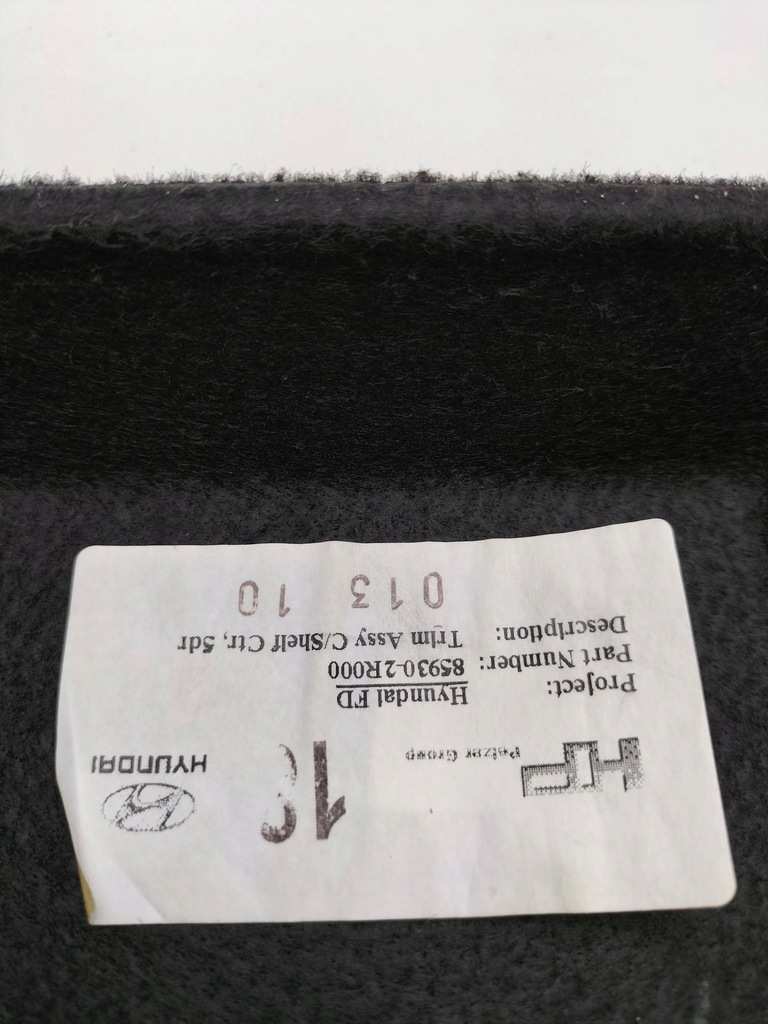 Pelzer Group
HYUNDAI
Project: Hyundai FD
Part Number: 85930-2R000
Description: Trim Assy C/Shelf Ctr, 5dr
013 10